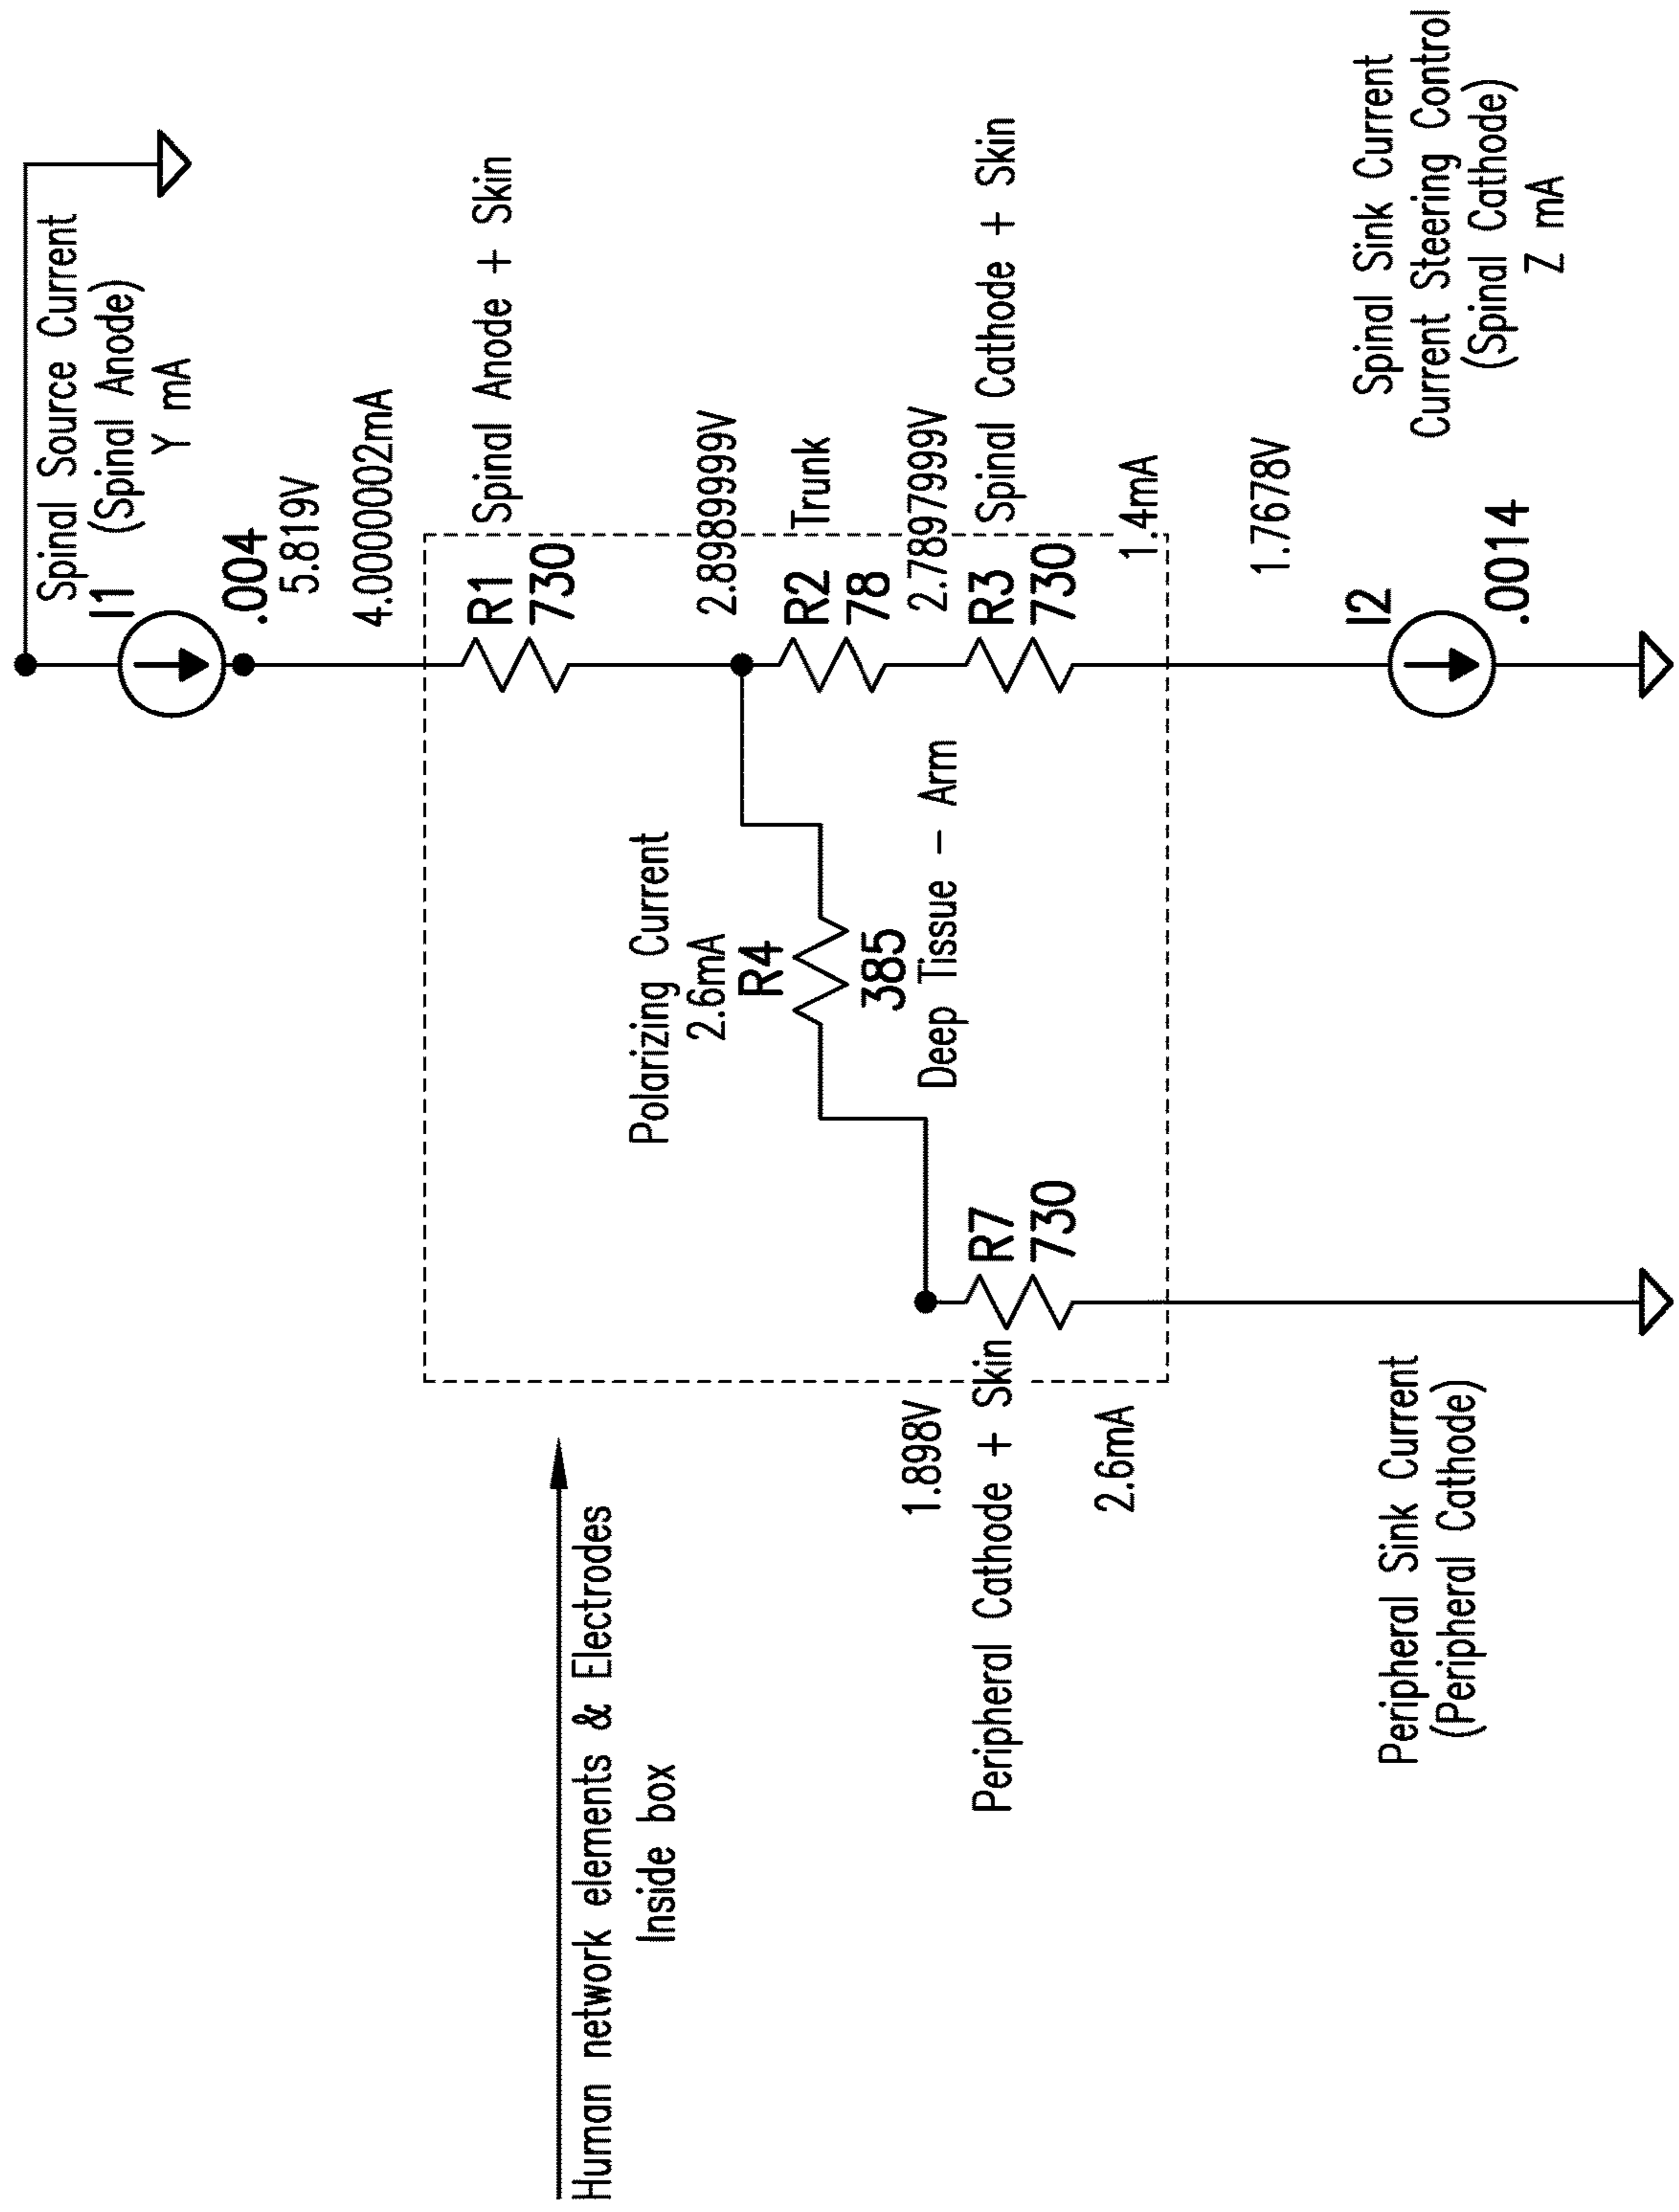 Human network elements & Electrodes
Inside box
Spinal Source Current
(Spinal Anode)
Y mA
I1
.004
5.819V
4.0000002mA
Spinal Anode + Skin
R1
730
2.8989999V
Trunk
R2
78
2.7897999V
Spinal Cathode + Skin
R3
730
1.4mA
1.7678V
I2
.0014
Spinal Sink Current
Current Steering Control
(Spinal Cathode)
Z mA
Polarizing Current
2.6mA
R4
385
Deep Tissue – Arm
R7
730
1.898V
Peripheral Cathode + Skin
2.6mA
Peripheral Sink Current
(Peripheral Cathode)